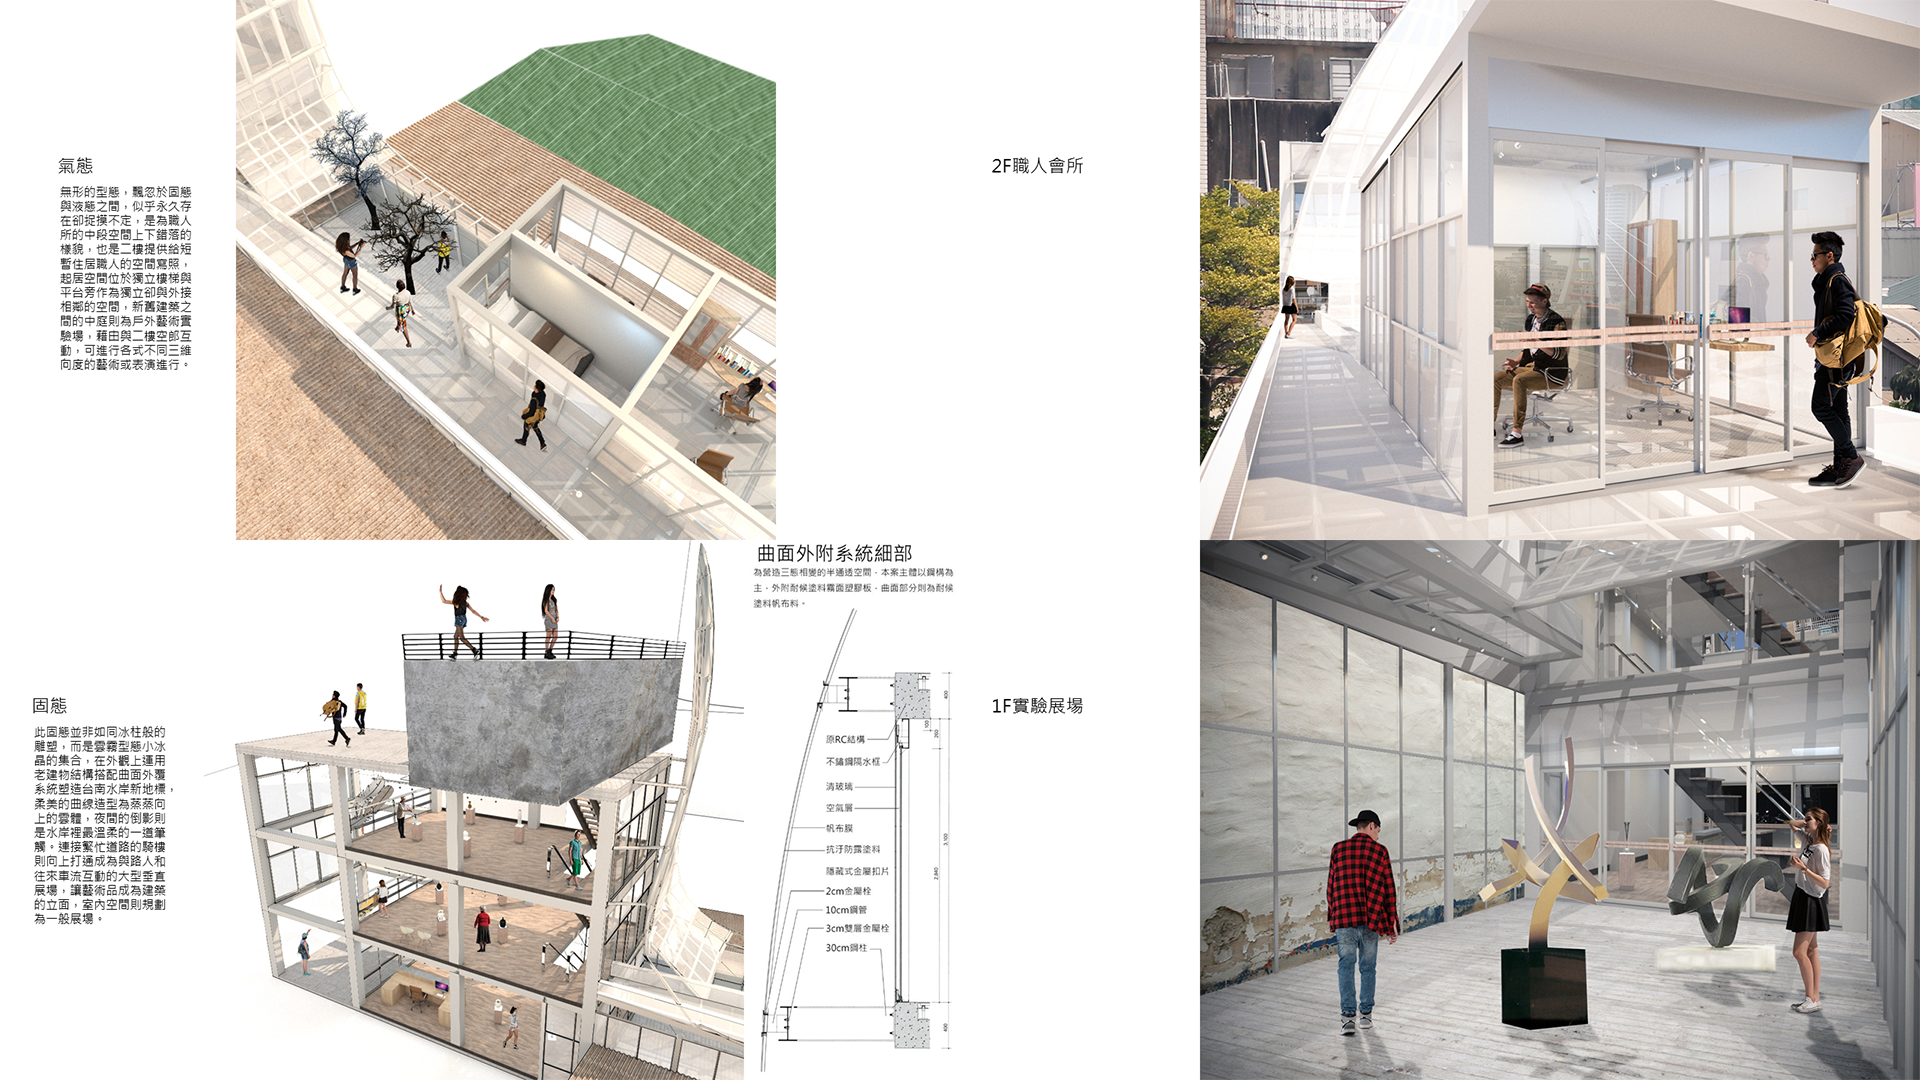 氣態
無形的型態，飄忽於固態
與液態之間，似乎永久存
在卻捉摸不定，是為職人
所的中段空間上下錯落的
樣貌，也是二樓提供給短
暫住居職人的空間寫照，
起居空間位於獨立樓梯與
平台旁作為獨立卻與外接
相鄰的空間，新舊建築之
間的中庭則為戶外藝術實
驗場，藉由與二樓空郎互
動，可進行各式不同三維
向度的藝術或表演進行。
2F職人會所
固態
此固態並非如同冰柱般的
雕塑，而是雲霧型態小冰
晶的集合，在外觀上運用
老建物結構搭配曲面外覆
系統塑造台南水岸新地標，
柔美的曲線造型為蒸蒸向
上的雲體，夜間的倒影則
是水岸裡最溫柔的一道筆
觸。連接繁忙道路的騎樓
則向上打通成為與路人和
往來車流互動的大型垂直
展場，讓藝術品成為建築
的立面，室內空間則規劃
為一般展場。
曲面外附系統細部
為營造三態相變的半通透空間，本案主體以鋼構為
主，外附耐候塗料霧面塑膠板，曲面部分則為耐候
塗料帆布料。
原RC結構
不鏽鋼隔水框
清玻璃
空氣層
帆布膜
抗汙防露塗料
隱藏式金屬扣片
2cm金屬栓
10cm鋼管
3cm雙層金屬栓
30cm鋼柱
400
100
260
3,100
2,840
400
1F實驗展場